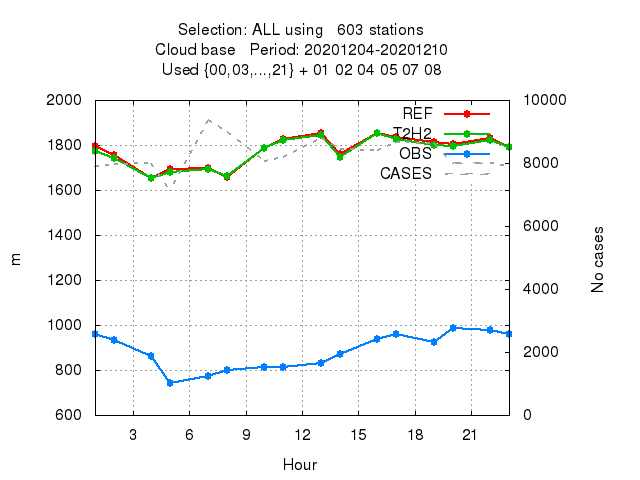 Selection: ALL using   603 stations
Cloud base   Period: 20201204-20201210
Used {00,03,...,21} + 01 02 04 05 07 08
2000
1800
1600
1400
1200
1000
800
600
m
10000
8000
6000
4000
2000
0
No cases
REF
T2H2
OBS
CASES
3 6 9 12 15 18 21
Hour